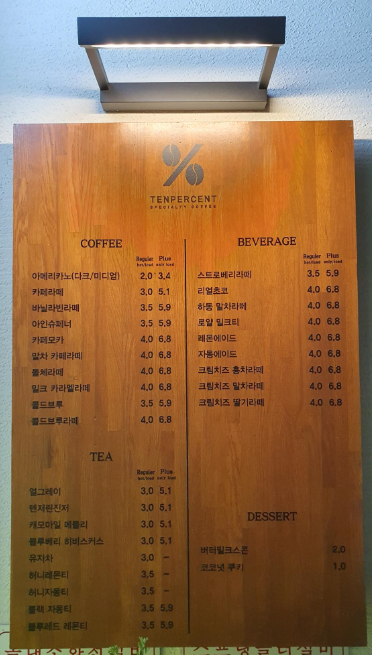 TENPERCENT
SPECIALTY COFFEE
COFFEE
Regular Plus
아메리카노(다크/미디엄) 2.0 3.4
카페라떼 3.0 5.1
바닐라빈라떼 3.5 5.9
아인슈페너 3.5 5.9
카페모카 4.0 6.8
말차 카페라떼 4.0 6.8
돌체라떼 4.0 6.8
밀크 카라멜라떼 4.0 6.8
콜드브루 3.5 5.9
콜드브루라떼 4.0 6.8
TEA
Regular Plus
얼그레이 3.0 5.1
탠저린진저 3.0 5.1
캐모마일 애플티 3.0 5.1
블루베리 히비스커스 3.0 5.1
유자차 3.0 –
허니레몬티 3.5 –
허니자몽티 3.5 –
블랙 자몽티 3.5 5.9
블루레드 레몬티 3.5 5.9
BEVERAGE
Regular Plus
스트로베리라떼 3.5 5.9
리얼초코 4.0 6.8
하동 말차라떼 4.0 6.8
로얄 밀크티 4.0 6.8
레몬에이드 4.0 6.8
자몽에이드 4.0 6.8
크림치즈 홍차라떼 4.0 6.8
크림치즈 말차라떼 4.0 6.8
크림치즈 딸기라떼 4.0 6.8
DESSERT
버터밀크스콘 2.0
코코넛 쿠키 1.0